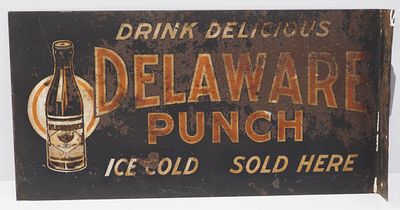 DRINK DELICIOUS
DELAWARE
PUNCH
ICE COLD SOLD HERE